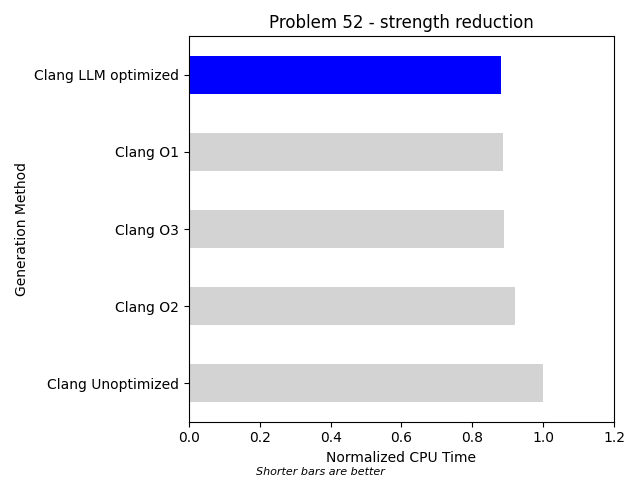 Problem 52 - strength reduction
Clang LLM optimized
Clang O1
Clang O3
Clang O2
Clang Unoptimized
Generation Method
0.0 0.2 0.4 0.6 0.8 1.0 1.2
Normalized CPU Time
Shorter bars are better